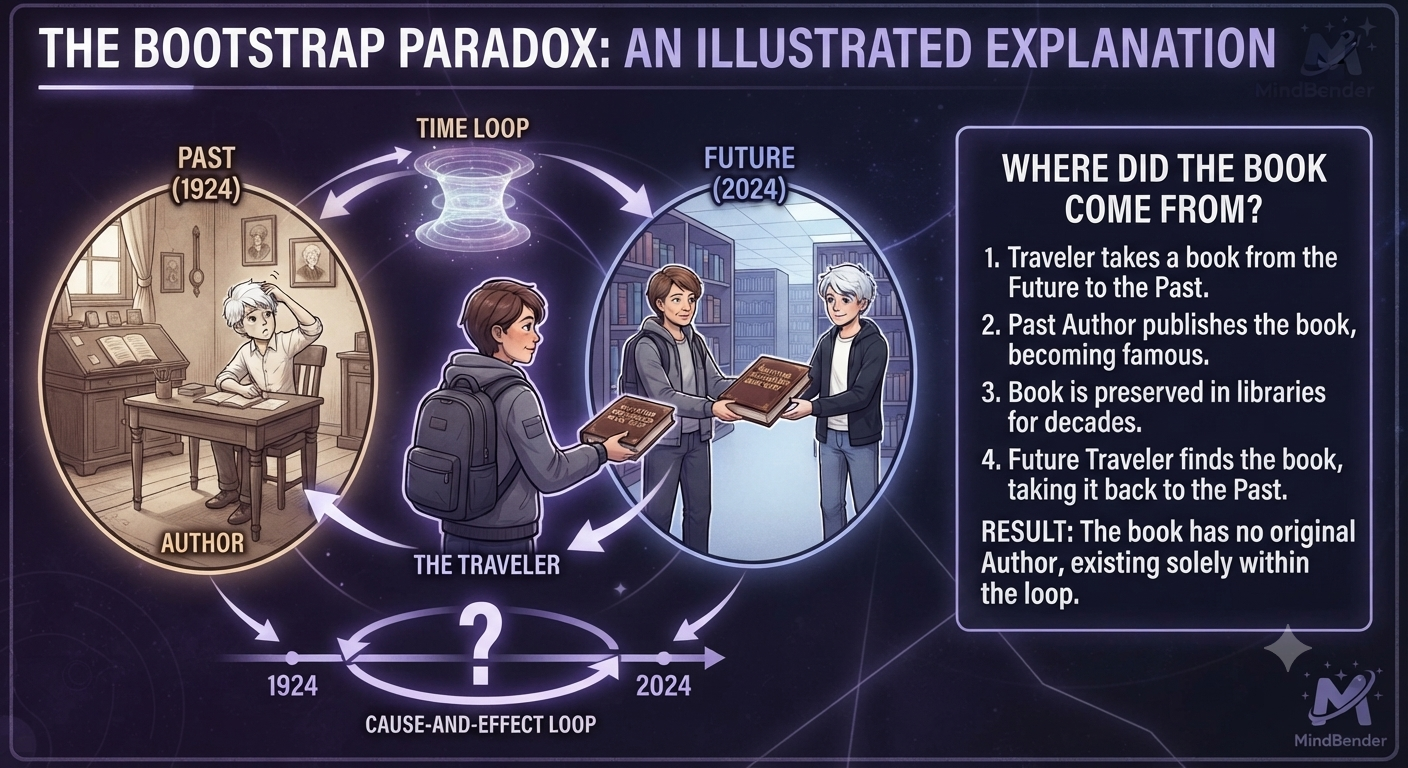 THE BOOTSTRAP PARADOX: AN ILLUSTRATED EXPLANATION
MindBender
TIME LOOP
PAST
(1924)
FUTURE
(2024)
AUTHOR
THE TRAVELER
?
1924
2024
CAUSE-AND-EFFECT LOOP
WHERE DID THE BOOK
COME FROM?
1. Traveler takes a book from the
Future to the Past.
2. Past Author publishes the book,
becoming famous.
3. Book is preserved in libraries
for decades.
4. Future Traveler finds the book,
taking it back to the Past.
RESULT: The book has no original
Author, existing solely within
the loop.
MindBender